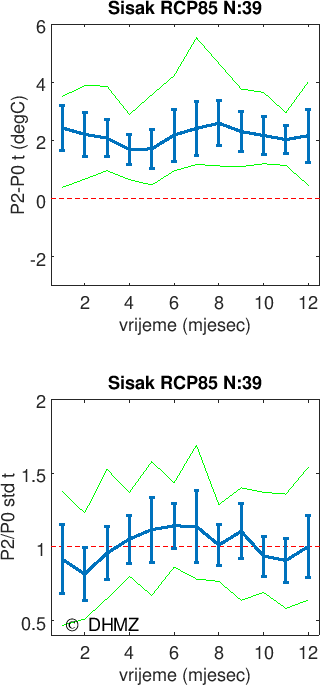 Sisak RCP85 N:39
6
4
2
0
-2
P2-P0 t (degC)
2 4 6 8 10 12
vrijeme (mjesec)
Sisak RCP85 N:39
2
1.5
1
0.5
P2/P0 std t
© DHMZ
2 4 6 8 10 12
vrijeme (mjesec)